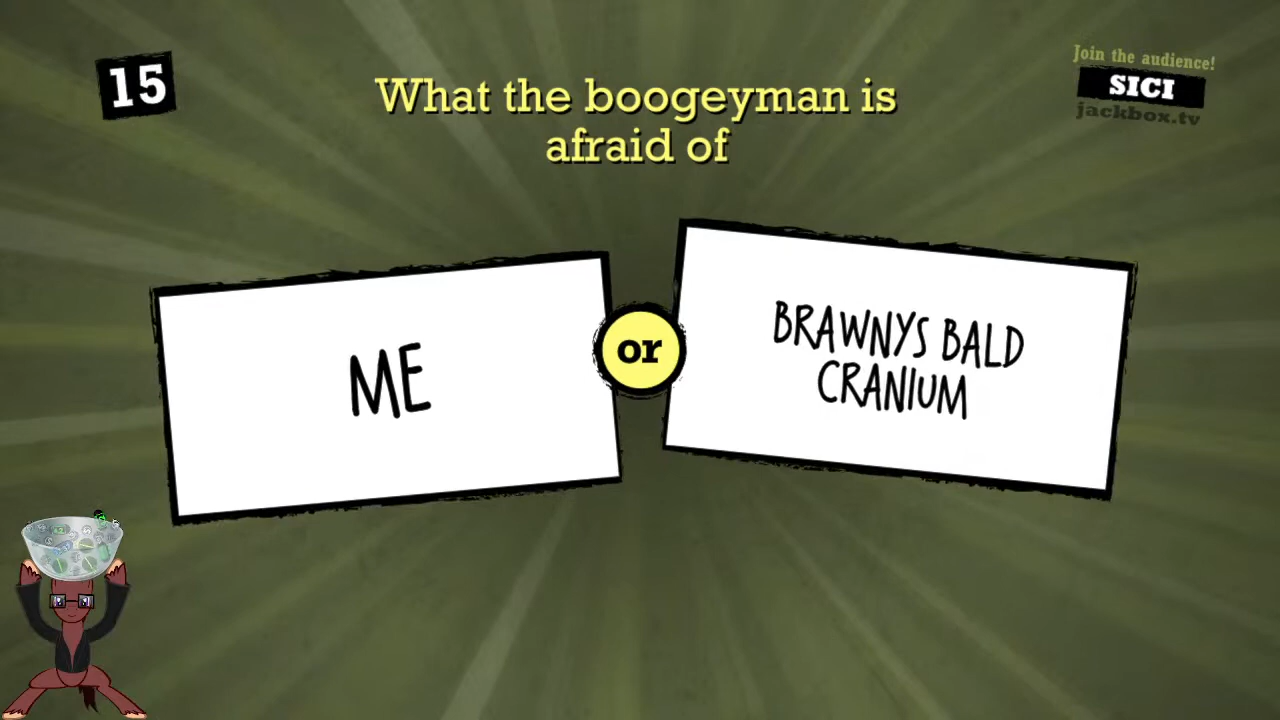 15
What the boogeyman is
afraid of
Join the audience!
SICI
jackbox.tv
ME
or
BRAWNYS BALD
CRANIUM